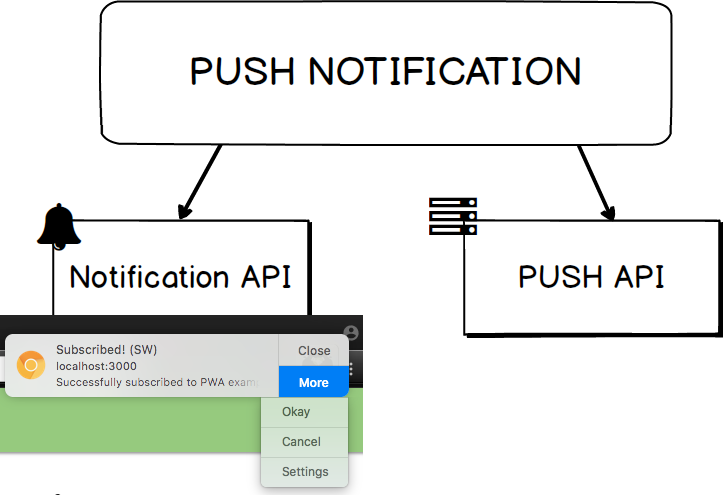 PUSH NOTIFICATION
Notification API
PUSH API
Subscribed! (SW)
localhost:3000
Successfully subscribed to PWA exam
Close
More
Okay
Cancel
Settings